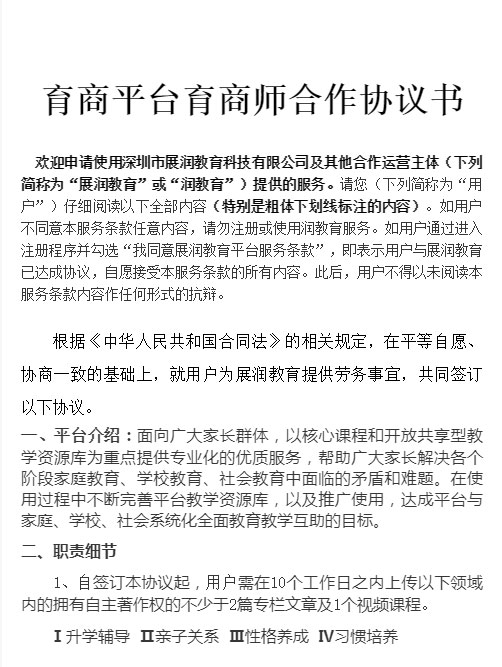 育商平台育商师合作协议书
欢迎申请使用深圳市展润教育科技有限公司及其他合作运营主体（下列
简称为“展润教育”或“润教育”）提供的服务。请您（下列简称为“用
户”）仔细阅读以下全部内容（特别是粗体下划线标注的内容）。如用户
不同意本服务条款任意内容，请勿注册或使用润教育服务。如用户通过进入
注册程序并勾选“我同意展润教育平台服务条款”，即表示用户与展润教育
已达成协议，自愿接受本服务条款的所有内容。此后，用户不得以未阅读本
服务条款内容作任何形式的抗辩。
根据《中华人民共和国合同法》的相关规定，在平等自愿、
协商一致的基础上，就用户为展润教育提供劳务事宜，共同签订
以下协议。
一、平台介绍：面向广大家长群体，以核心课程和开放共享型教
学资源库为重点提供专业化的优质服务，帮助广大家长解决各个
阶段家庭教育、学校教育、社会教育中面临的矛盾和难题。在使
用过程中不断完善平台教学资源库，以及推广使用，达成平台与
家庭、学校、社会系统化全面教育教学互助的目标。
二、职责细节
1、自签订本协议起，用户需在10个工作日之内上传以下领域
内的拥有自主著作权的不少于2篇专栏文章及1个视频课程。
Ⅰ升学辅导 Ⅱ亲子关系 Ⅲ性格养成 Ⅳ习惯培养